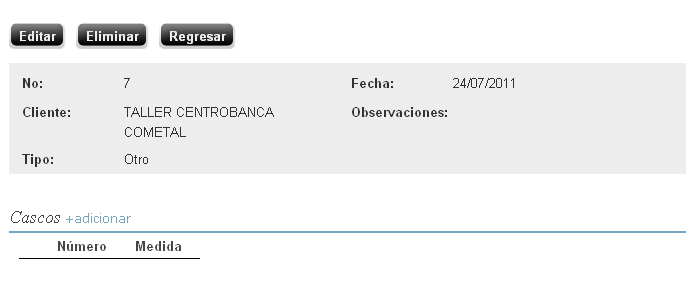 Editar Eliminar Regresar
No: 7 Fecha: 24/07/2011
Cliente: TALLER CENTROBANCA Observaciones:
COMETAL
Tipo: Otro
Cascos +adicionar
Número Medida